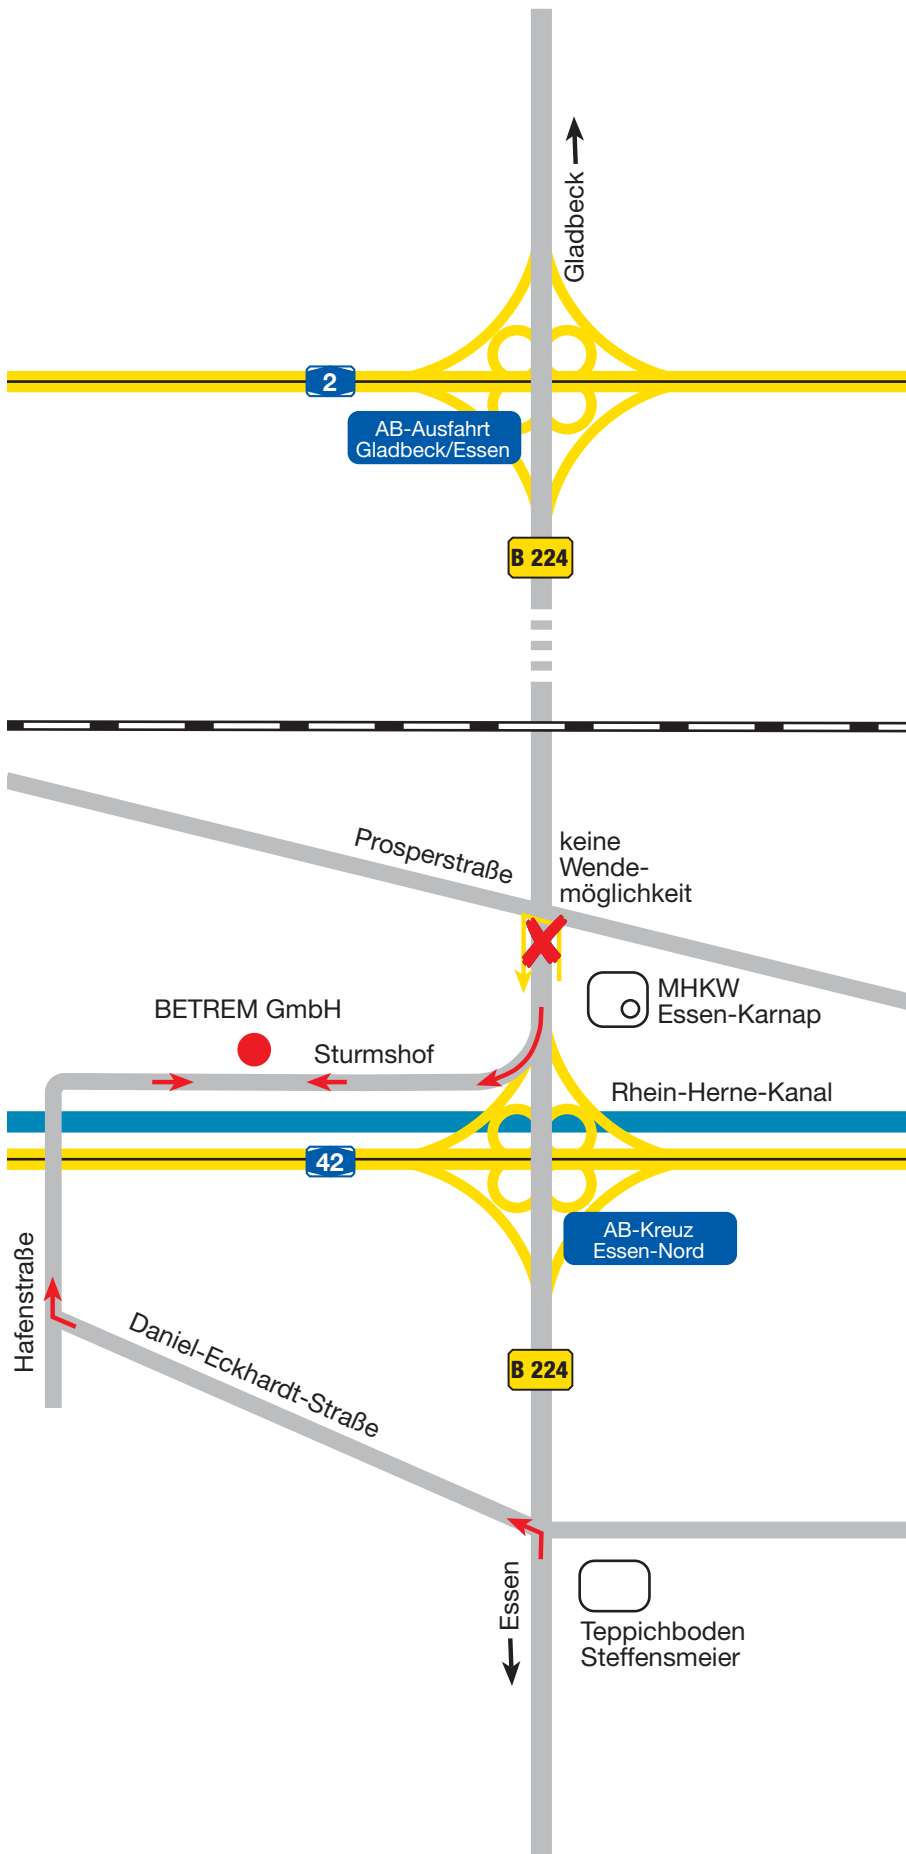 Gladbeck
2
AB-Ausfahrt
Gladbeck/Essen
B 224
Prosperstraße
keine
Wende-
möglichkeit
MHKW
Essen-Karnap
BETREM GmbH
Sturmshof
Rhein-Herne-Kanal
42
AB-Kreuz
Essen-Nord
Hafenstraße
Daniel-Eckhardt-Straße
B 224
Essen
Teppichboden
Steffensmeier